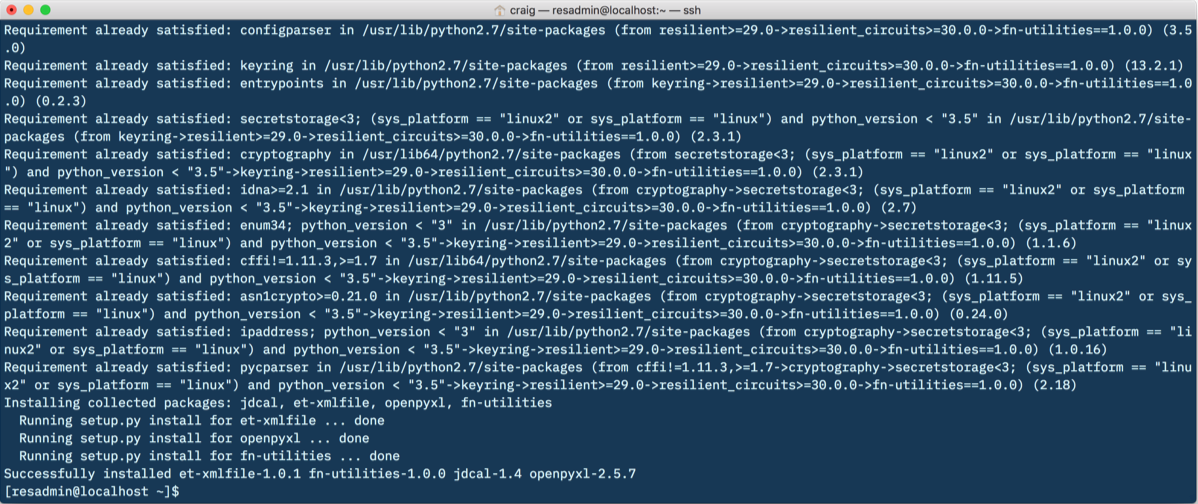 craig — resadmin@localhost:~ — ssh
Requirement already satisfied: configparser in /usr/lib/python2.7/site-packages (from resilient>=29.0->resilient_circuits>=30.0.0->fn-utilities==1.0.0) (3.5
.0)
Requirement already satisfied: keyring in /usr/lib/python2.7/site-packages (from resilient>=29.0->resilient_circuits>=30.0.0->fn-utilities==1.0.0) (13.2.1)
Requirement already satisfied: entrypoints in /usr/lib/python2.7/site-packages (from keyring->resilient>=29.0->resilient_circuits>=30.0.0->fn-utilities==1.0
.0) (0.2.3)
Requirement already satisfied: secretstorage<3; (sys_platform == "linux2" or sys_platform == "linux") and python_version < "3.5" in /usr/lib/python2.7/site-
packages (from keyring->resilient>=29.0->resilient_circuits>=30.0.0->fn-utilities==1.0.0) (2.3.1)
Requirement already satisfied: cryptography in /usr/lib64/python2.7/site-packages (from secretstorage<3; (sys_platform == "linux2" or sys_platform == "linux
") and python_version < "3.5"->keyring->resilient>=29.0->resilient_circuits>=30.0.0->fn-utilities==1.0.0) (2.3.1)
Requirement already satisfied: idna>=2.1 in /usr/lib/python2.7/site-packages (from cryptography->secretstorage<3; (sys_platform == "linux2" or sys_platform
== "linux") and python_version < "3.5"->keyring->resilient>=29.0->resilient_circuits>=30.0.0->fn-utilities==1.0.0) (2.7)
Requirement already satisfied: enum34; python_version < "3" in /usr/lib/python2.7/site-packages (from cryptography->secretstorage<3; (sys_platform == "linux
2" or sys_platform == "linux") and python_version < "3.5"->keyring->resilient>=29.0->resilient_circuits>=30.0.0->fn-utilities==1.0.0) (1.1.6)
Requirement already satisfied: cffi!=1.11.3,>=1.7 in /usr/lib64/python2.7/site-packages (from cryptography->secretstorage<3; (sys_platform == "linux2" or sy
s_platform == "linux") and python_version < "3.5"->keyring->resilient>=29.0->resilient_circuits>=30.0.0->fn-utilities==1.0.0) (1.11.5)
Requirement already satisfied: asn1crypto>=0.21.0 in /usr/lib/python2.7/site-packages (from cryptography->secretstorage<3; (sys_platform == "linux2" or sys_
platform == "linux") and python_version < "3.5"->keyring->resilient>=29.0->resilient_circuits>=30.0.0->fn-utilities==1.0.0) (0.24.0)
Requirement already satisfied: ipaddress; python_version < "3" in /usr/lib/python2.7/site-packages (from cryptography->secretstorage<3; (sys_platform == "li
nux2" or sys_platform == "linux") and python_version < "3.5"->keyring->resilient>=29.0->resilient_circuits>=30.0.0->fn-utilities==1.0.0) (1.0.16)
Requirement already satisfied: pycparser in /usr/lib/python2.7/site-packages (from cffi!=1.11.3,>=1.7->cryptography->secretstorage<3; (sys_platform == "linu
x2" or sys_platform == "linux") and python_version < "3.5"->keyring->resilient>=29.0->resilient_circuits>=30.0.0->fn-utilities==1.0.0) (2.18)
Installing collected packages: jdcal, et-xmlfile, openpyxl, fn-utilities
  Running setup.py install for et-xmlfile ... done
  Running setup.py install for openpyxl ... done
  Running setup.py install for fn-utilities ... done
Successfully installed et-xmlfile-1.0.1 fn-utilities-1.0.0 jdcal-1.4 openpyxl-2.5.7
[resadmin@localhost ~]$